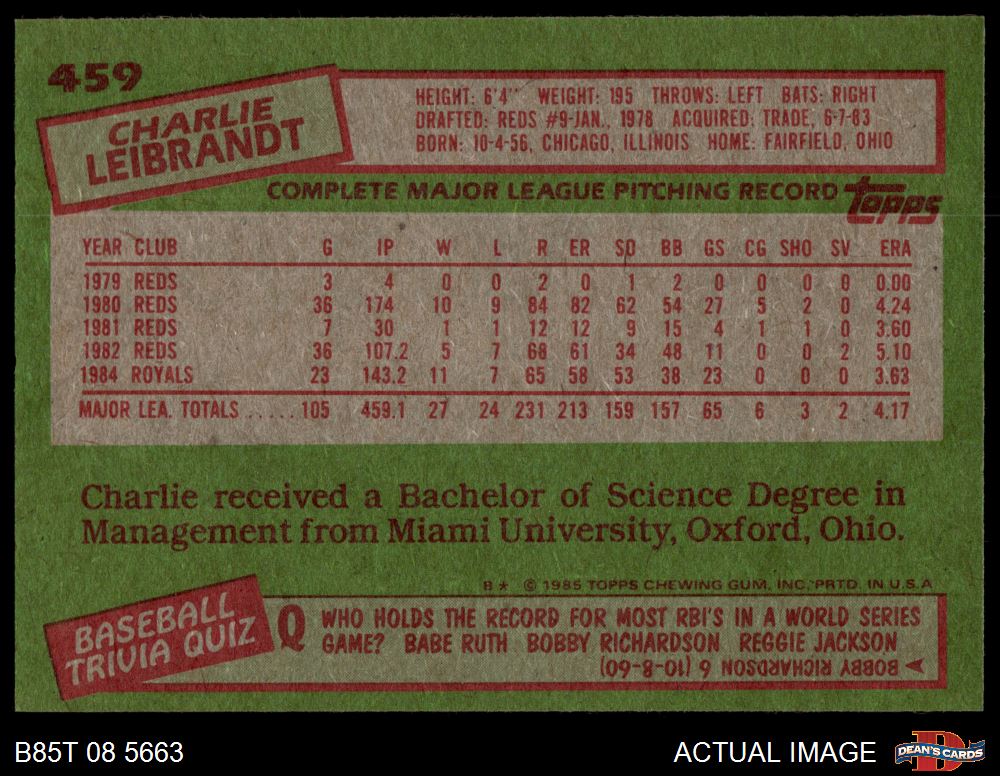 459
CHARLIE
LEIBRANDT
HEIGHT: 6'4" WEIGHT: 195 THROWS: LEFT BATS: RIGHT
DRAFTED: REDS #9-JAN., 1978 ACQUIRED: TRADE, 6-7-83
BORN: 10-4-56, CHICAGO, ILLINOIS HOME: FAIRFIELD, OHIO
COMPLETE MAJOR LEAGUE PITCHING RECORD topps
YEAR CLUB G IP W L R ER SO BB GS CG SHO SV ERA
1979 REDS 3 4 0 0 2 0 1 2 0 0 0 0 0.00
1980 REDS 36 174 10 9 84 82 62 54 27 5 2 0 4.24
1981 REDS 7 30 1 1 12 12 9 15 4 1 1 0 3.60
1982 REDS 36 107.2 5 7 68 61 34 48 11 0 0 2 5.10
1984 ROYALS 23 143.2 11 7 65 58 53 38 23 0 0 0 3.63
MAJOR LEA. TOTALS ..... 105 459.1 27 24 231 213 159 157 65 6 3 2 4.17
Charlie received a Bachelor of Science Degree in
Management from Miami University, Oxford, Ohio.
B* © 1985 TOPPS CHEWING GUM, INC. PRTD. IN U.S.A
BASEBALL
TRIVIA QUIZ
Q WHO HOLDS THE RECORD FOR MOST RBI'S IN A WORLD SERIES
GAME? BABE RUTH BOBBY RICHARDSON REGGIE JACKSON
BOBBY RICHARDSON 6 (10-8-60)
B85T 08 5663
ACTUAL IMAGE
DEAN'S CARDS